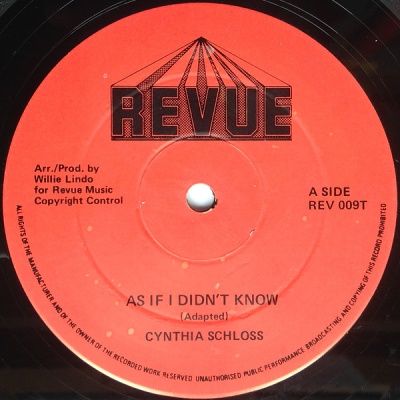 REVUE
Arr./Prod. by
Willie Lindo
for Revue Music
Copyright Control
A SIDE
REV 009T
AS IF I DIDN'T KNOW
(Adapted)
CYNTHIA SCHLOSS
ALL RIGHTS OF THE MANUFACTURER AND OF THE OWNER OF THE RECORDED WORK RESERVED UNAUTHORISED PUBLIC PERFORMANCE BROADCASTING AND COPYING OF THIS RECORD PROHIBITED